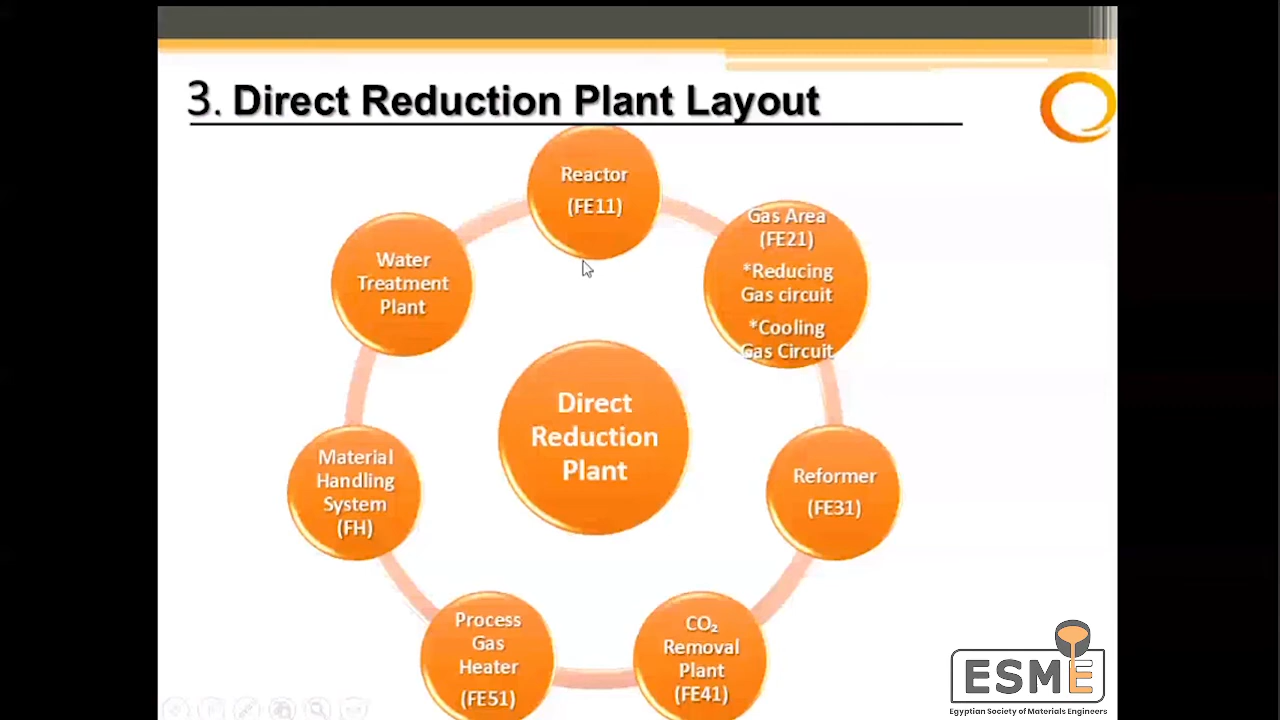 3. Direct Reduction Plant Layout
Reactor
(FE11)
Gas Area
(FE21)
*Reducing
Gas circuit
*Cooling
Gas Circuit
Reformer
(FE31)
CO₂
Removal
Plant
(FE41)
Process
Gas
Heater
(FE51)
Material
Handling
System
(FH)
Water
Treatment
Plant
Direct
Reduction
Plant
ESME
Egyptian Society of Materials Engineers